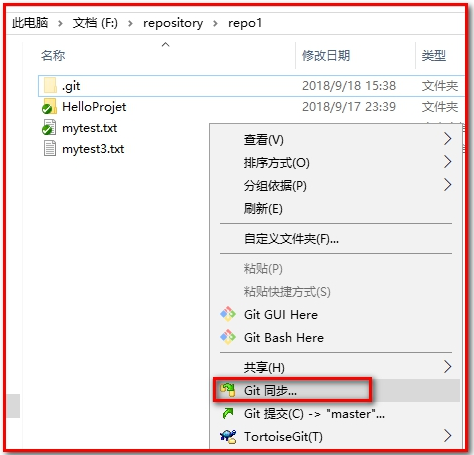 此电脑 > 文档 (F:) > repository > repo1
名称 修改日期 类型
.git 2018/9/18 15:38 文件夹
HelloProjet 2018/9/17 23:39 文件夹
mytest.txt
mytest3.txt
查看(V)
排序方式(O)
分组依据(P)
刷新(E)
自定义文件夹(F)...
粘贴(P)
粘贴快捷方式(S)
Git GUI Here
Git Bash Here
共享(H)
Git 同步...
Git 提交(C) -> "master"...
TortoiseGit(T)